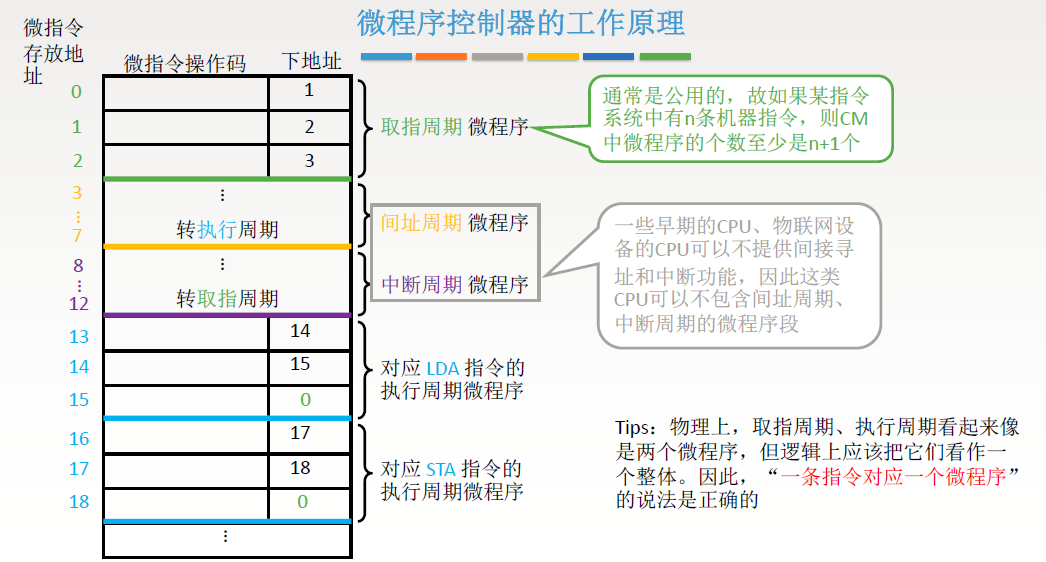 微程序控制器的工作原理
微指令
存放地
址
微指令操作码 下地址
0 1
1 2
2 3
取指周期 微程序
通常是公用的，故如果某指令
系统中有n条机器指令，则CM
中微程序的个数至少是n+1个
3 ⋮
⋮
7 转执行周期
间址周期 微程序
8 ⋮
⋮
12 转取指周期
中断周期 微程序
一些早期的CPU、物联网设
备的CPU可以不提供间接寻
址和中断功能，因此这类
CPU可以不包含间址周期、
中断周期的微程序段
13 14
14 15
15 0
对应 LDA 指令的
执行周期微程序
16 17
17 18
18 0
对应 STA 指令的
执行周期微程序
⋮
Tips：物理上，取指周期、执行周期看起来像
是两个微程序，但逻辑上应该把它们看作一
个整体。因此，“一条指令对应一个微程序”
的说法是正确的